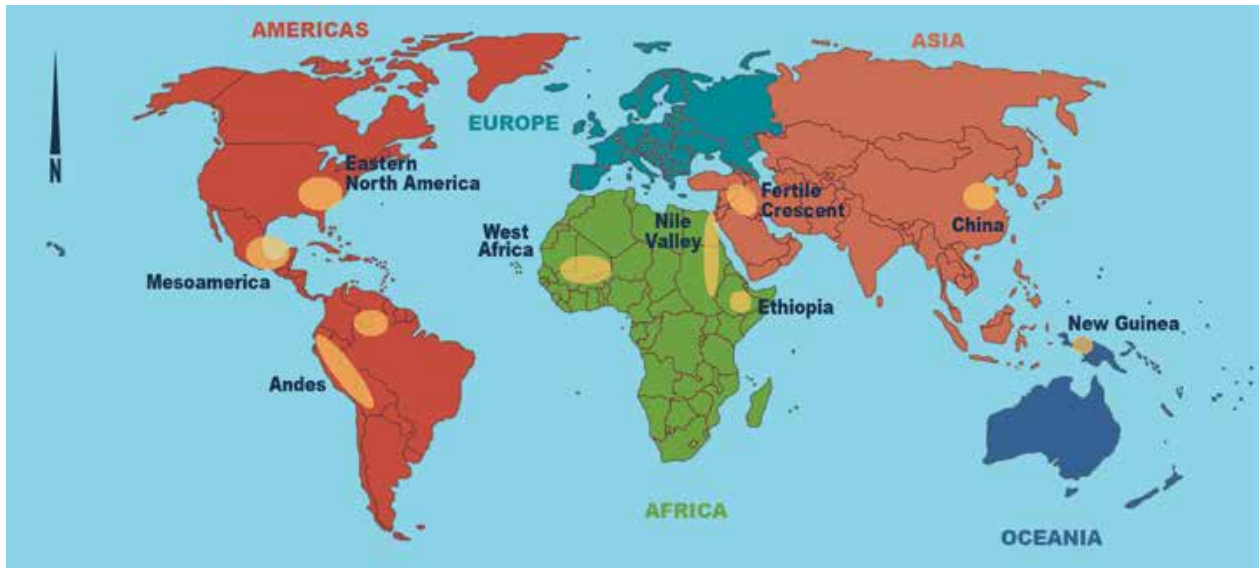 AMERICAS
ASIA
EUROPE
N
Eastern
North America
Fertile
Crescent
China
West
Africa
Nile
Valley
Mesoamerica
Ethiopia
New Guinea
Andes
AFRICA
OCEANIA